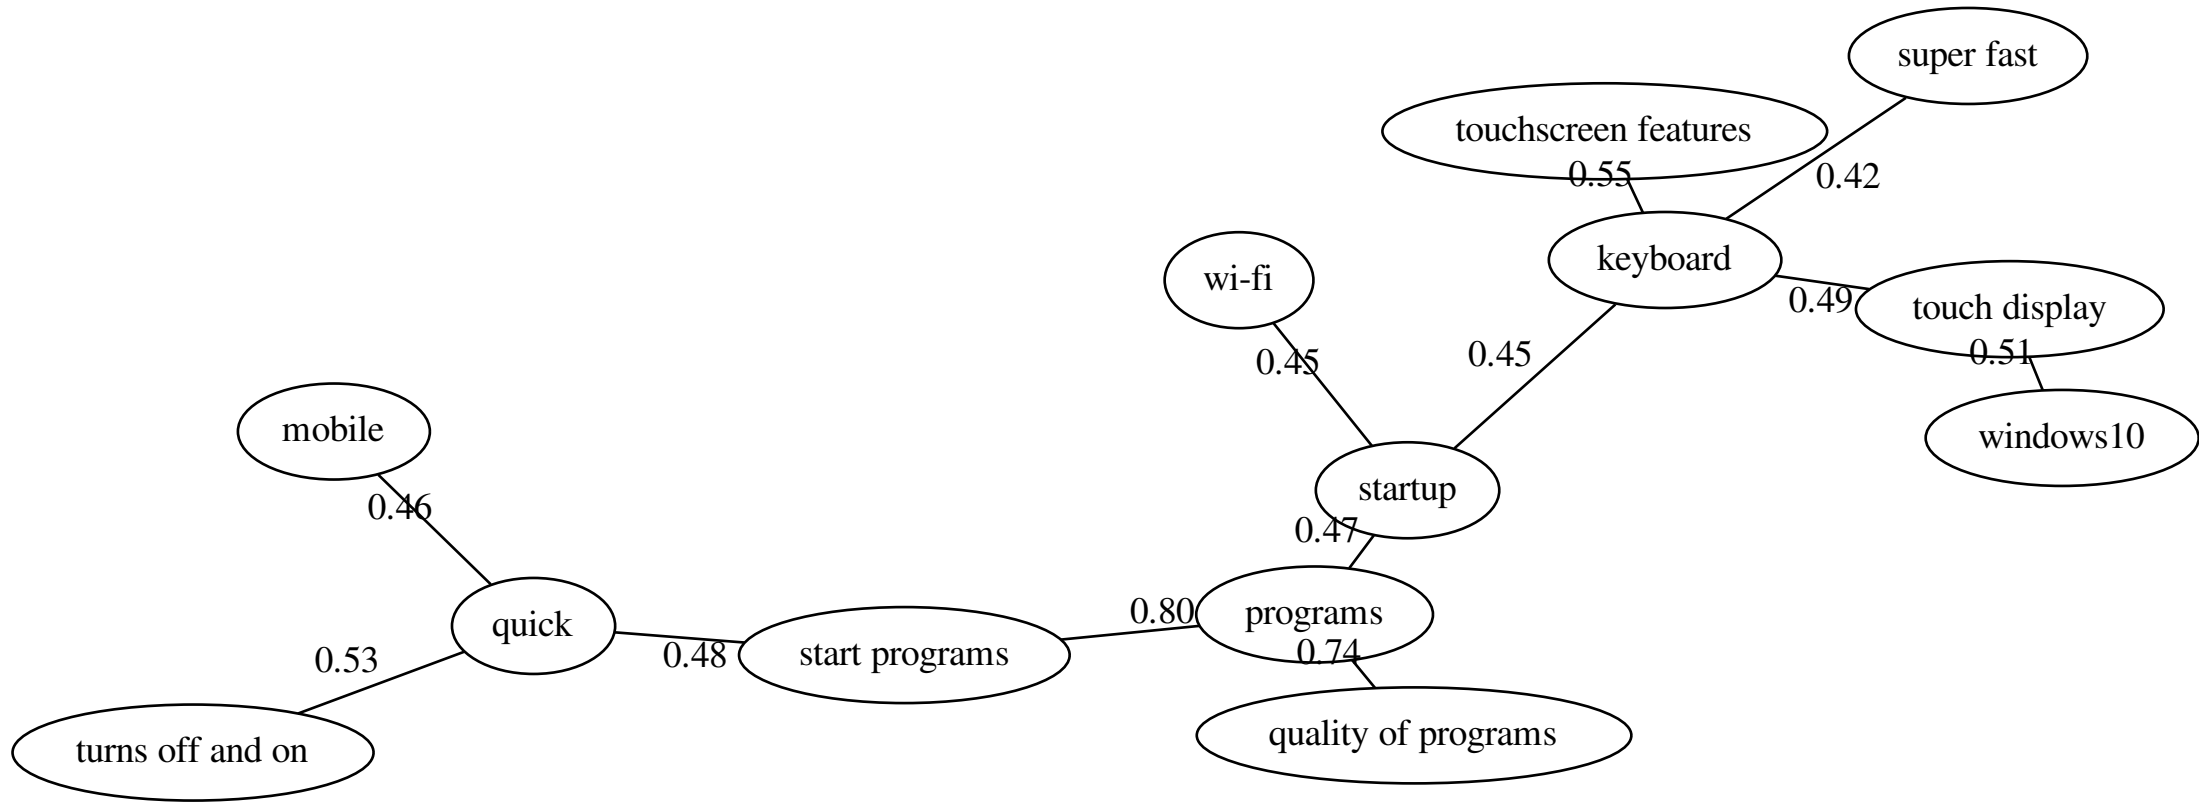 super fast
touchscreen features
0.55
0.42
keyboard
wi-fi
0.49
touch display
0.45
0.45
0.51
mobile
windows10
0.46
startup
0.47
quick
0.80
programs
0.53
0.48
start programs
0.74
turns off and on
quality of programs